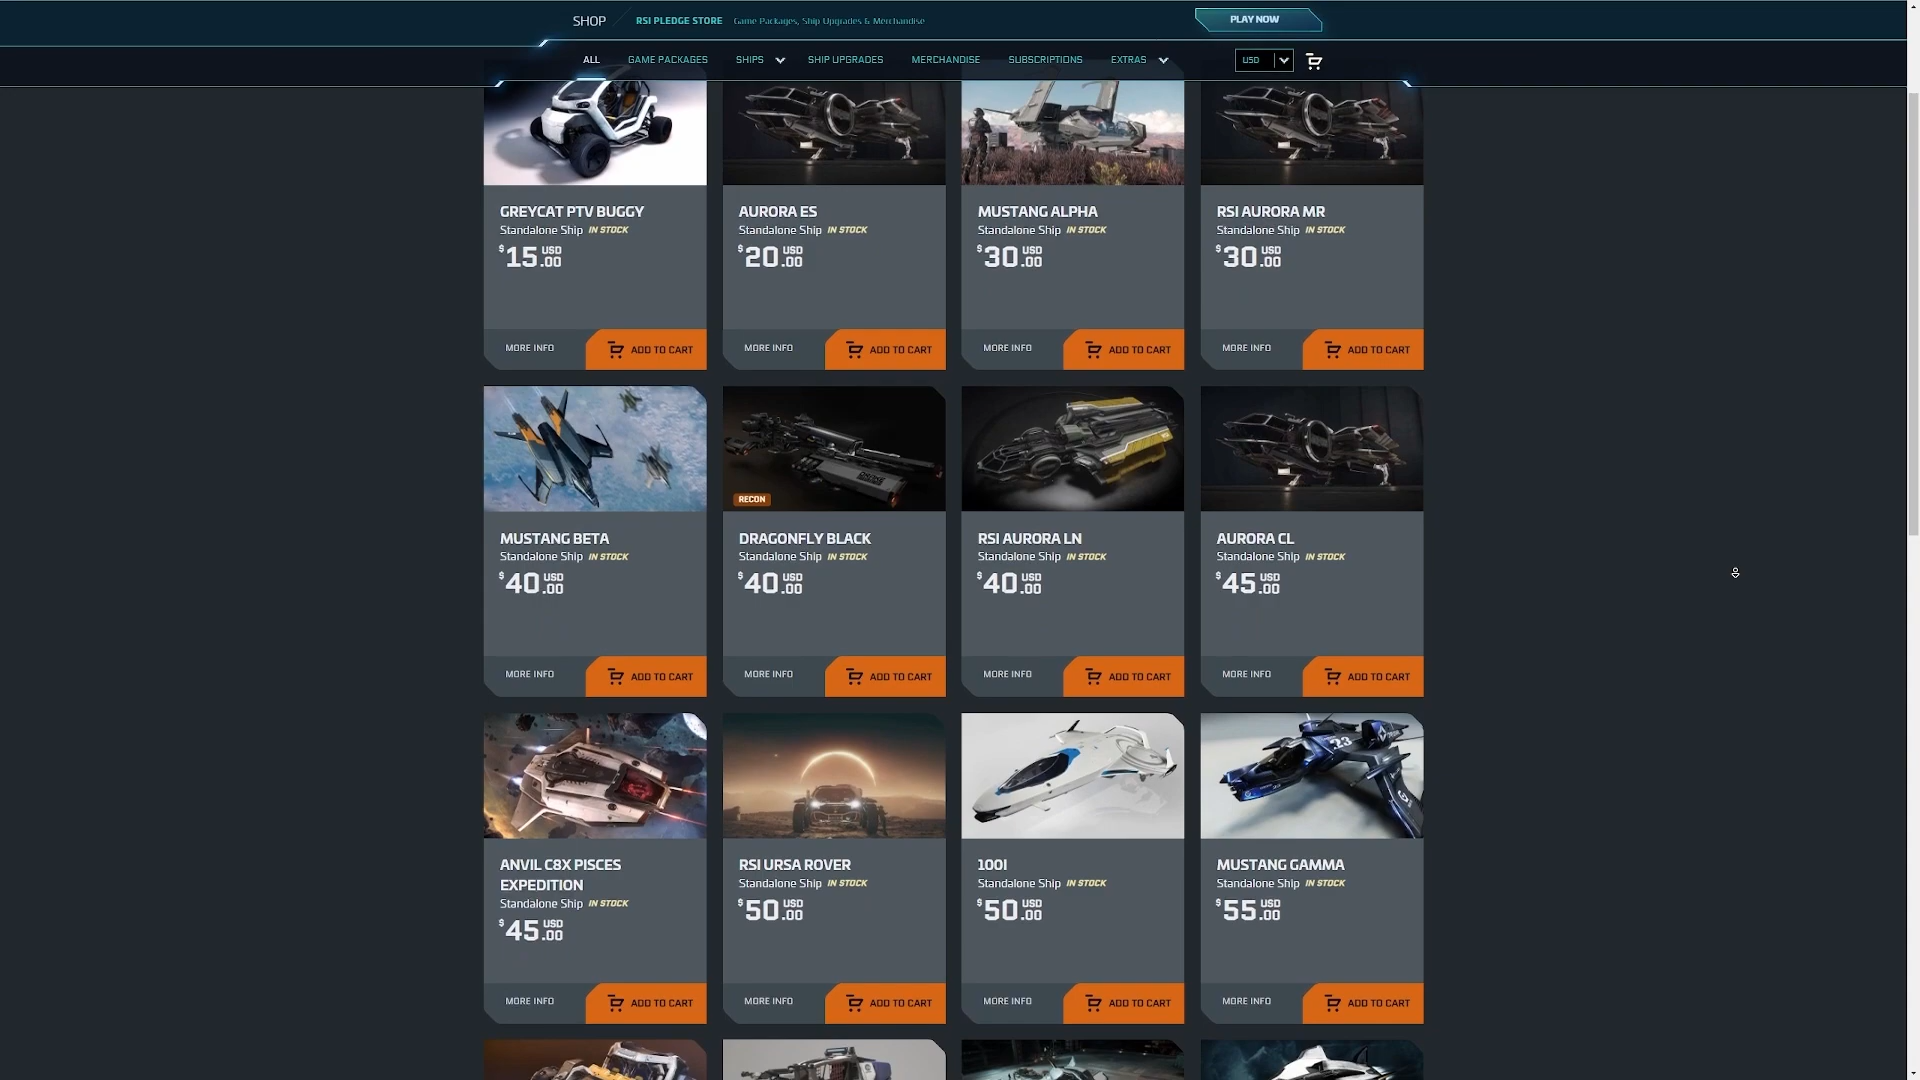 SHOP RSI PLEDGE STORE Game Packages, Ship Upgrades & Merchandise PLAY NOW
ALL GAME PACKAGES SHIPS SHIP UPGRADES MERCHANDISE SUBSCRIPTIONS EXTRAS USD
GREYCAT PTV BUGGY
Standalone Ship IN STOCK
$15.00 USD
MORE INFO ADD TO CART
AURORA ES
Standalone Ship IN STOCK
$20.00 USD
MORE INFO ADD TO CART
MUSTANG ALPHA
Standalone Ship IN STOCK
$30.00 USD
MORE INFO ADD TO CART
RSI AURORA MR
Standalone Ship IN STOCK
$30.00 USD
MORE INFO ADD TO CART
MUSTANG BETA
Standalone Ship IN STOCK
$40.00 USD
MORE INFO ADD TO CART
RECON
DRAGONFLY BLACK
Standalone Ship IN STOCK
$40.00 USD
MORE INFO ADD TO CART
RSI AURORA LN
Standalone Ship IN STOCK
$40.00 USD
MORE INFO ADD TO CART
AURORA CL
Standalone Ship IN STOCK
$45.00 USD
MORE INFO ADD TO CART
ANVIL C8X PISCES
EXPEDITION
Standalone Ship IN STOCK
$45.00 USD
MORE INFO ADD TO CART
RSI URSA ROVER
Standalone Ship IN STOCK
$50.00 USD
MORE INFO ADD TO CART
100I
Standalone Ship IN STOCK
$50.00 USD
MORE INFO ADD TO CART
23
MUSTANG GAMMA
Standalone Ship IN STOCK
$55.00 USD
MORE INFO ADD TO CART